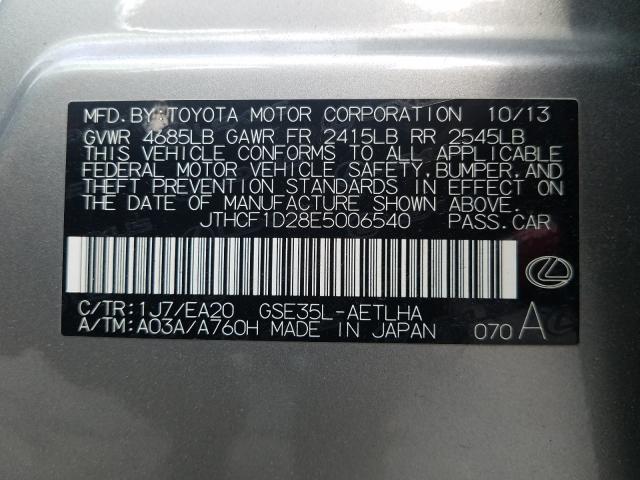 MFD.BY:TOYOTA MOTOR CORPORATION 10/13
GVWR 4685LB GAWR FR 2415LB RR 2545LB
THIS VEHICLE CONFORMS TO ALL APPLICABLE
FEDERAL MOTOR VEHICLE SAFETY,BUMPER,AND
THEFT PREVENTION STANDARDS IN EFFECT ON
THE DATE OF MANUFACTURE SHOWN ABOVE.
JTHCF1D28E5006540 PASS.CAR
C/TR:1J7/EA20 GSE35L-AETLHA
A/TM:A03A/A760H MADE IN JAPAN 070 A